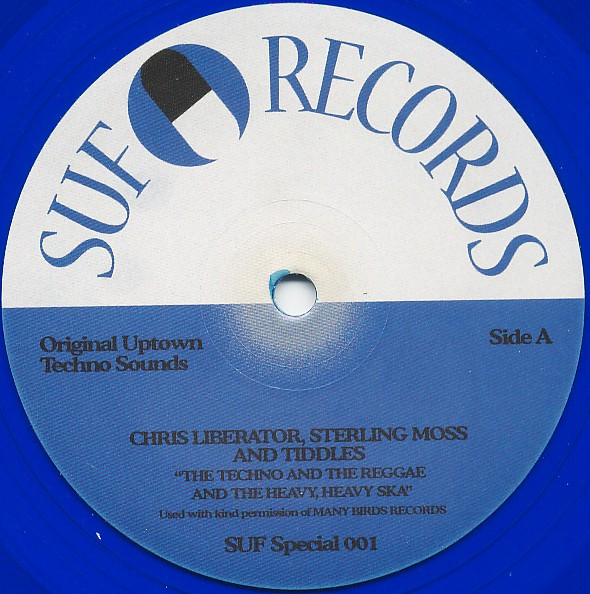 SUF RECORDS
Original Uptown
Techno Sounds
Side A
CHRIS LIBERATOR, STERLING MOSS
AND TIDDLES
"THE TECHNO AND THE REGGAE
AND THE HEAVY, HEAVY SKA"
Used with kind permission of MANY BIRDS RECORDS
SUF Special 001